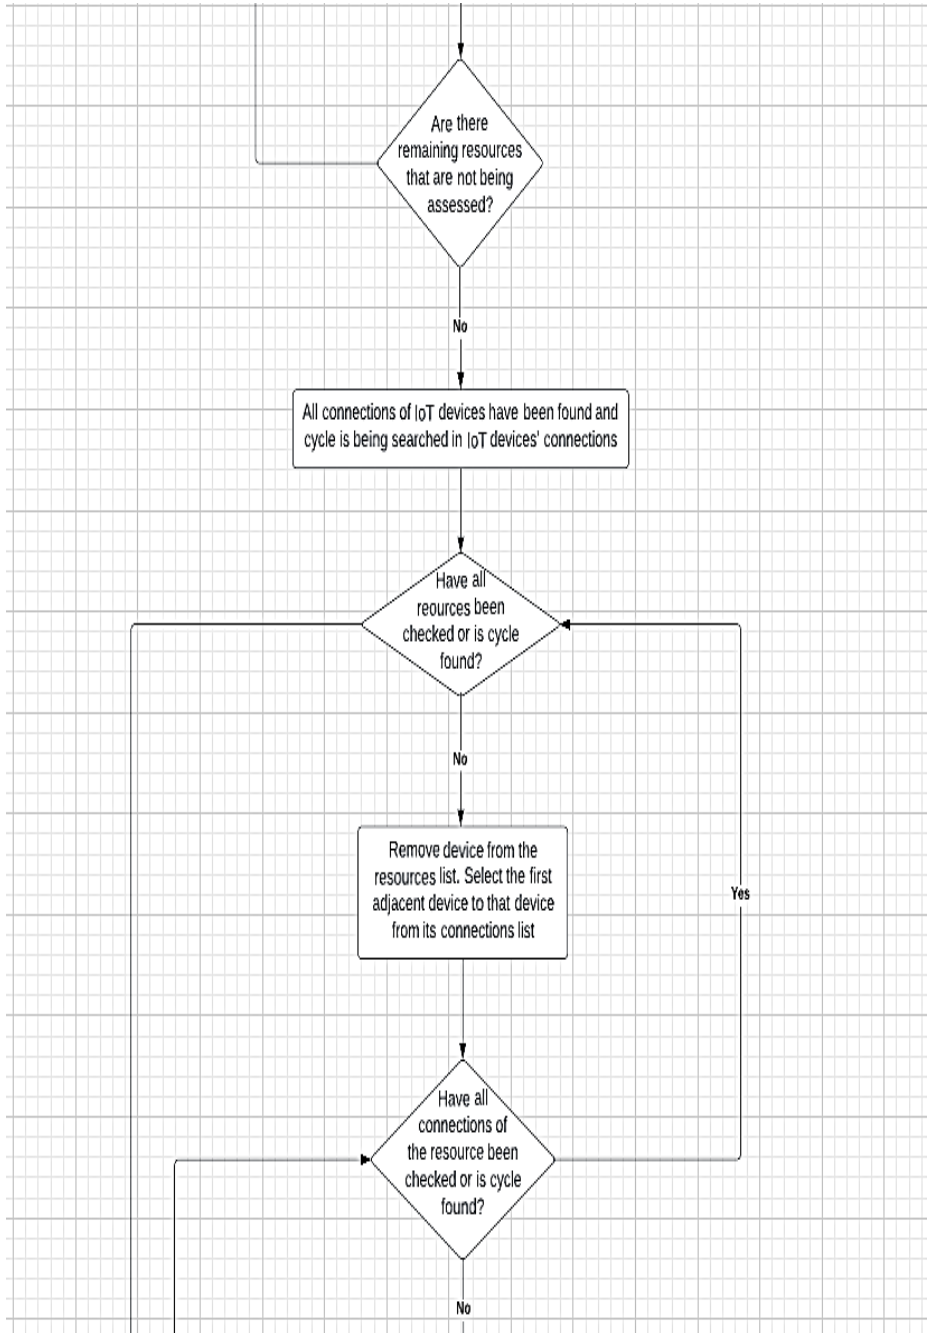 Are there
remaining resources
that are not being
assessed?
No
All connections of IoT devices have been found and
cycle is being searched in IoT devices' connections
Have all
reources been
checked or is cycle
found?
No
Remove device from the
resources list. Select the first
adjacent device to that device
from its connections list
Yes
Have all
connections of
the resource been
checked or is cycle
found?
No